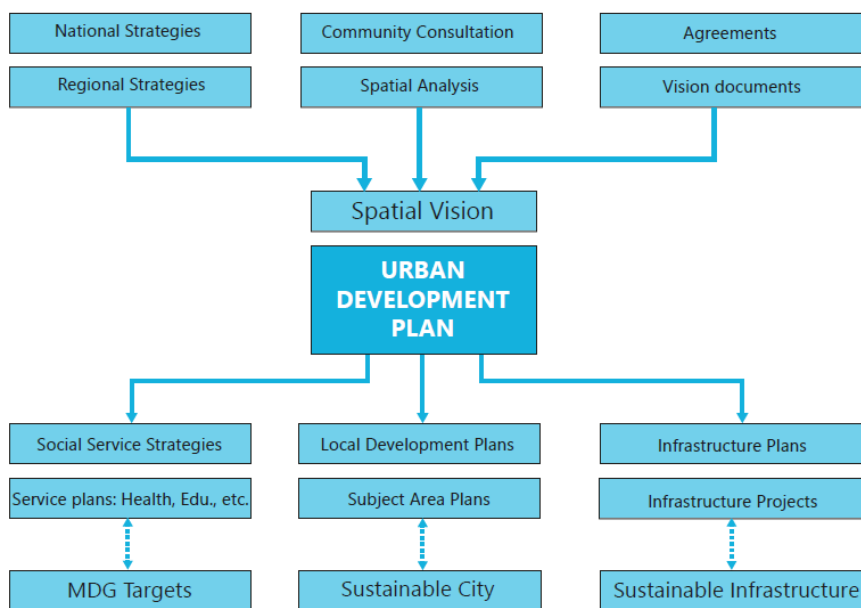 National Strategies
Community Consultation
Agreements
Regional Strategies
Spatial Analysis
Vision documents
Spatial Vision
URBAN
DEVELOPMENT
PLAN
Social Service Strategies
Local Development Plans
Infrastructure Plans
Service plans: Health, Edu., etc.
Subject Area Plans
Infrastructure Projects
MDG Targets
Sustainable City
Sustainable Infrastructure